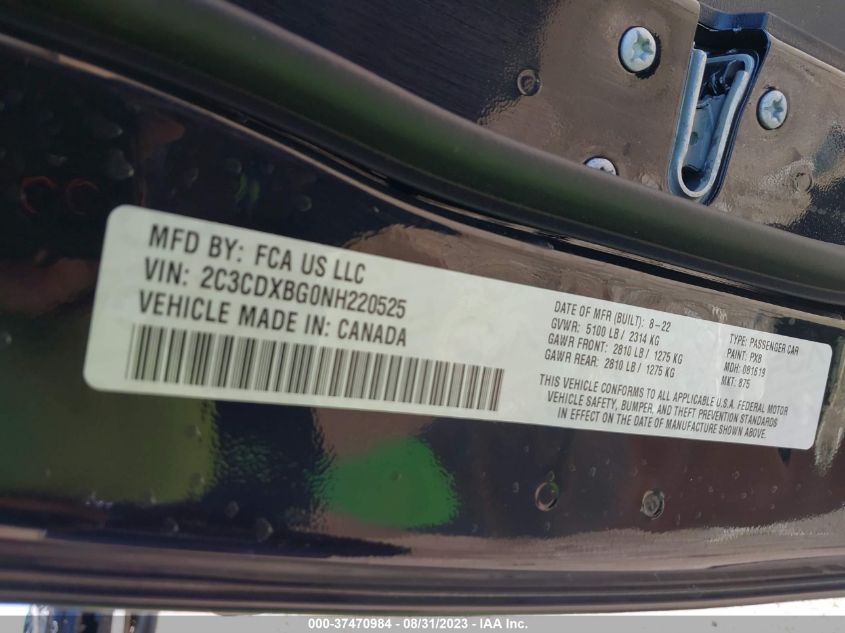 MFD BY: FCA US LLC
VIN: 2C3CDXBG0NH220525
VEHICLE MADE IN: CANADA
DATE OF MFR (BUILT): 8-22
GVWR: 5100 LB / 2314 KG
GAWR FRONT: 2810 LB / 1275 KG
GAWR REAR: 2810 LB / 1275 KG
TYPE: PASSENGER CAR
PAINT: PX8
MDH: 081619
MKT: 875
THIS VEHICLE CONFORMS TO ALL APPLICABLE U.S.A. FEDERAL MOTOR
VEHICLE SAFETY, BUMPER, AND THEFT PREVENTION STANDARDS
IN EFFECT ON THE DATE OF MANUFACTURE SHOWN ABOVE.
000-37470984 - 08/31/2023 - © IAA, Inc.